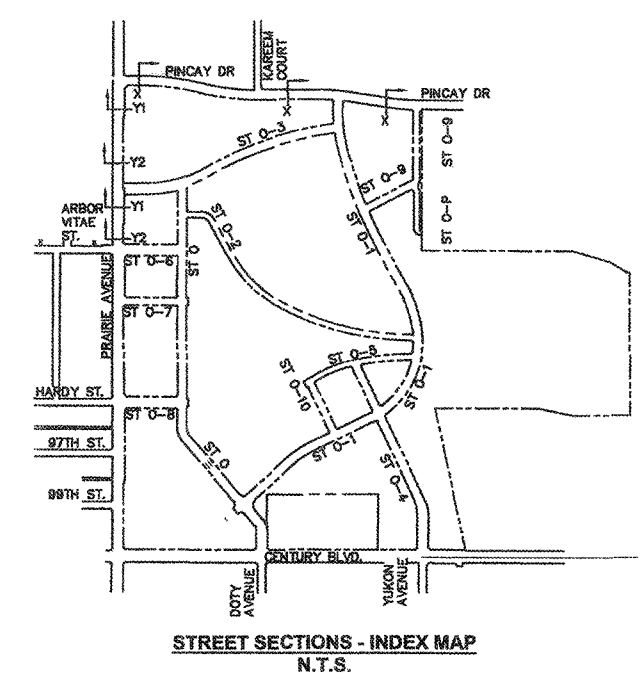 KAREEM
COURT
PINCAY DR
PINCAY DR
X
X
X
Y1
ST O-3
ST O-9
Y2
ST O-9
ARBOR
VITAE
ST.
Y1
ST O-2
ST O-1
ST O-P
Y2
ST O-6
ST O
PRAIRIE AVENUE
ST O-7
ST O-5
ST O-10
ST O-1
HARDY ST.
ST O-8
97TH ST.
ST O
ST O-1
ST O-4
99TH ST.
CENTURY BLVD.
DOTY
AVENUE
YUKON
AVENUE
STREET SECTIONS - INDEX MAP
N.T.S.